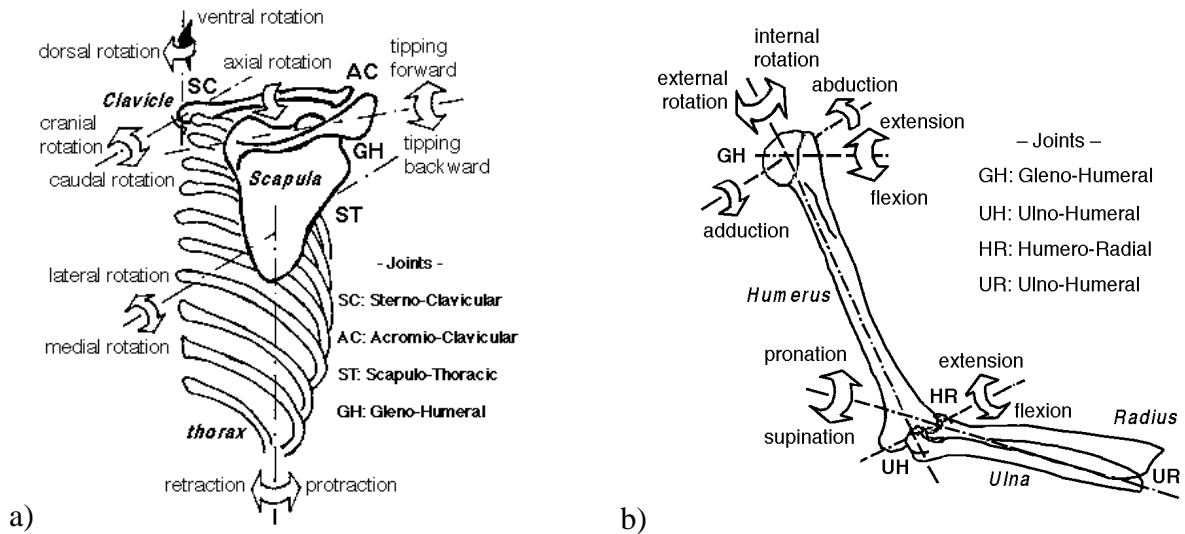 ventral rotation
dorsal rotation
axial rotation
tipping
forward
SC
AC
Clavicle
cranial
rotation
caudal rotation
GH
tipping
backward
Scapula
ST
lateral rotation
medial rotation
- Joints -
SC: Sterno-Clavicular
AC: Acromio-Clavicular
ST: Scapulo-Thoracic
GH: Gleno-Humeral
thorax
retraction
protraction
a)
internal
rotation
external
rotation
abduction
extension
GH
flexion
adduction
– Joints –
GH: Gleno-Humeral
UH: Ulno-Humeral
HR: Humero-Radial
UR: Ulno-Humeral
Humerus
pronation
supination
extension
HR
flexion
Radius
UH
Ulna
UR
b)